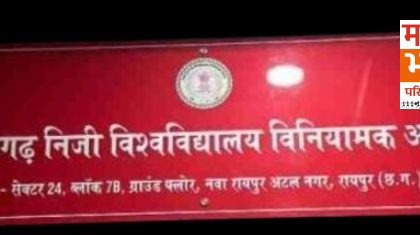 गढ़ निजी विश्वविद्यालय विनियामक
- सेक्टर 24, ब्लॉक 7B, ग्राउंड फ्लोर, नवा रायपुर अटल नगर, रायपुर (छ.ग.)